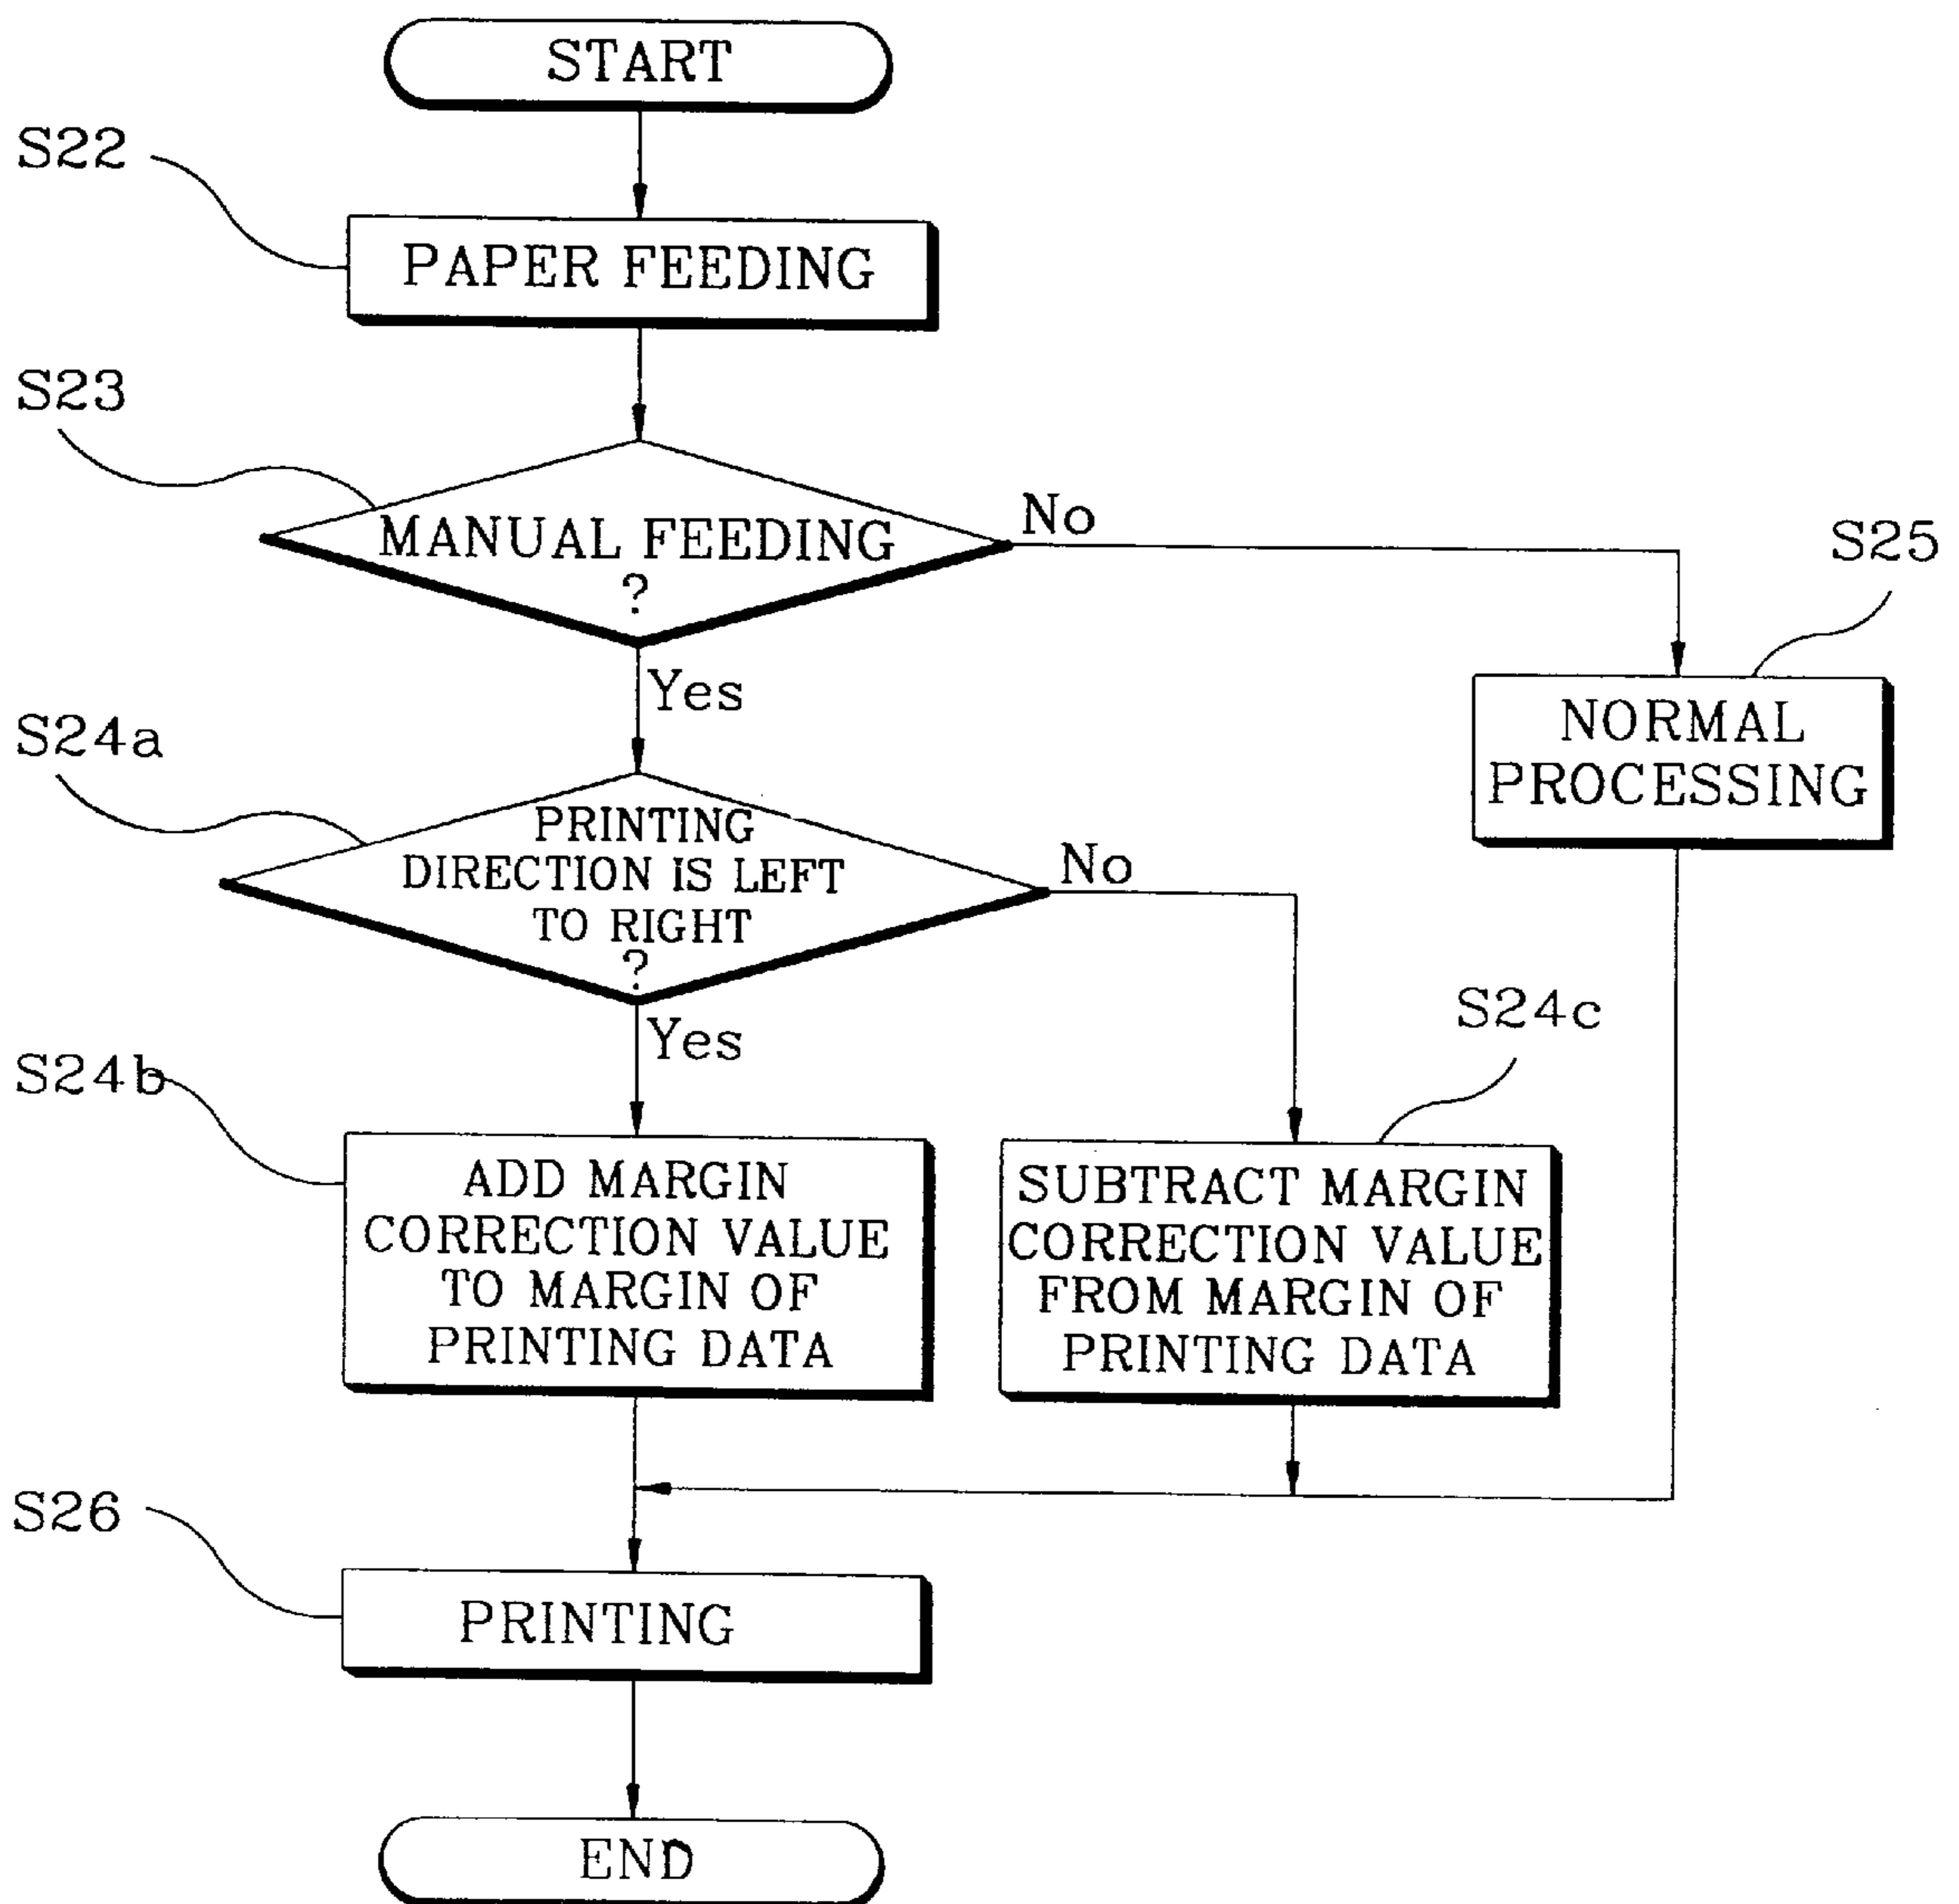 START
S22
PAPER FEEDING
S23
MANUAL FEEDING
?
No
S25
Yes
NORMAL
PROCESSING
S24a
PRINTING
DIRECTION IS LEFT
TO RIGHT
?
No
Yes
S24c
S24b
ADD MARGIN
CORRECTION VALUE
TO MARGIN OF
PRINTING DATA
SUBTRACT MARGIN
CORRECTION VALUE
FROM MARGIN OF
PRINTING DATA
S26
PRINTING
END